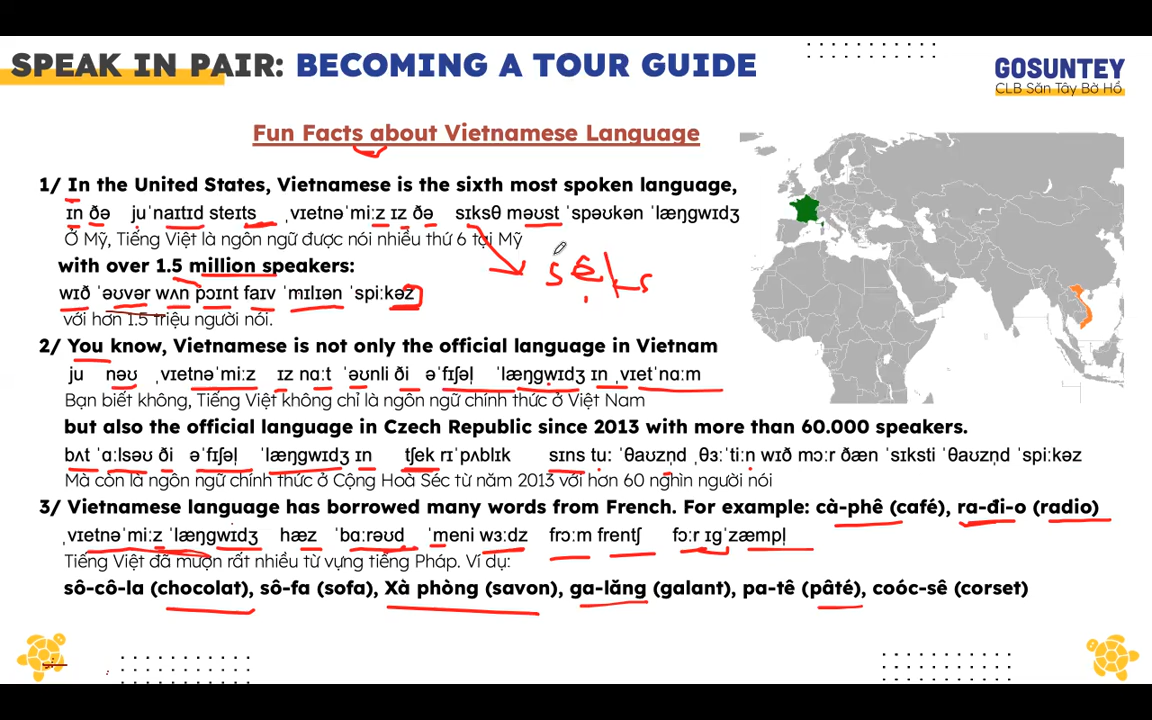 SPEAK IN PAIR: BECOMING A TOUR GUIDE
GOSUNTEY
CLB Săn Tây Bờ Hồ
Fun Facts about Vietnamese Language
1/ In the United States, Vietnamese is the sixth most spoken language,
ɪn ðə juˈnaɪtɪd steɪts ˌvɪetnəˈmiːz ɪz ðə sɪksθ məʊst ˈspəʊkən ˈlæŋgwɪdʒ
Ở Mỹ, Tiếng Việt là ngôn ngữ được nói nhiều thứ 6 tại Mỹ
with over 1.5 million speakers:
wɪð ˈəʊvər wʌn pɔɪnt faɪv ˈmɪlɪən ˈspiːkəz
với hơn 1.5 triệu người nói.
2/ You know, Vietnamese is not only the official language in Vietnam
ju nəʊ ˌvɪetnəˈmiːz ɪz nɑːt ˈəʊnli ði əˈfɪʃəl̩ ˈlæŋgwɪdʒ ɪn ˌvɪetˈnɑːm
Bạn biết không, Tiếng Việt không chỉ là ngôn ngữ chính thức ở Việt Nam
but also the official language in Czech Republic since 2013 with more than 60.000 speakers.
bʌt ˈɑːlsəʊ ði əˈfɪʃəl̩ ˈlæŋgwɪdʒ ɪn tʃek rɪˈpʌblɪk sɪns tuː ˈθaʊzn̩d ˌθɜːˈtiːn wɪð mɔːr ðæn ˈsɪksti ˈθaʊzn̩d ˈspiːkəz
Mà còn là ngôn ngữ chính thức ở Cộng Hoà Séc từ năm 2013 với hơn 60 nghìn người nói
3/ Vietnamese language has borrowed many words from French. For example: cà-phê (café), ra-đi-o (radio)
ˌvɪetnəˈmiːz ˈlæŋgwɪdʒ hæz ˈbɑːrəʊd ˈmeni wɜːdz frɔːm frentʃ fɔːr ɪgˈzæmpl̩
Tiếng Việt đã mượn rất nhiều từ vựng tiếng Pháp. Ví dụ:
sô-cô-la (chocolat), sô-fa (sofa), Xà phòng (savon), ga-lăng (galant), pa-tê (pâté), coóc-sê (corset)